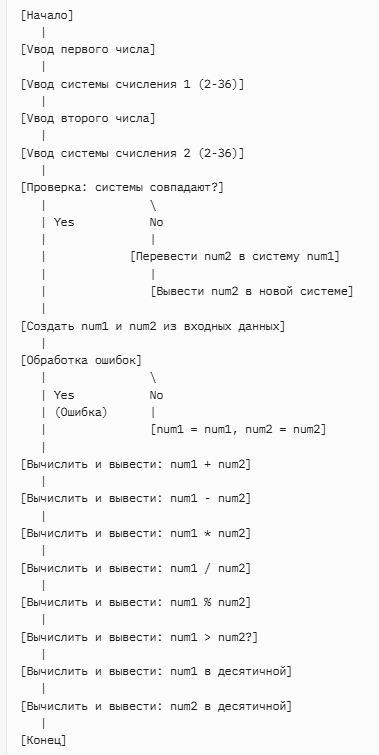 [Начало]
|
[Vвод первого числа]
|
[Vвод системы счисления 1 (2-36)]
|
[Vвод второго числа]
|
[Vвод системы счисления 2 (2-36)]
|
[Проверка: системы совпадают?]
| \
| Yes No
| |
| [Перевести num2 в систему num1]
| |
| [Вывести num2 в новой системе]
|
[Создать num1 и num2 из входных данных]
|
[Обработка ошибок]
| \
| Yes No
| (Ошибка) |
| [num1 = num1, num2 = num2]
|
[Вычислить и вывести: num1 + num2]
|
[Вычислить и вывести: num1 - num2]
|
[Вычислить и вывести: num1 * num2]
|
[Вычислить и вывести: num1 / num2]
|
[Вычислить и вывести: num1 % num2]
|
[Вычислить и вывести: num1 > num2?]
|
[Вычислить и вывести: num1 в десятичной]
|
[Вычислить и вывести: num2 в десятичной]
|
[Конец]